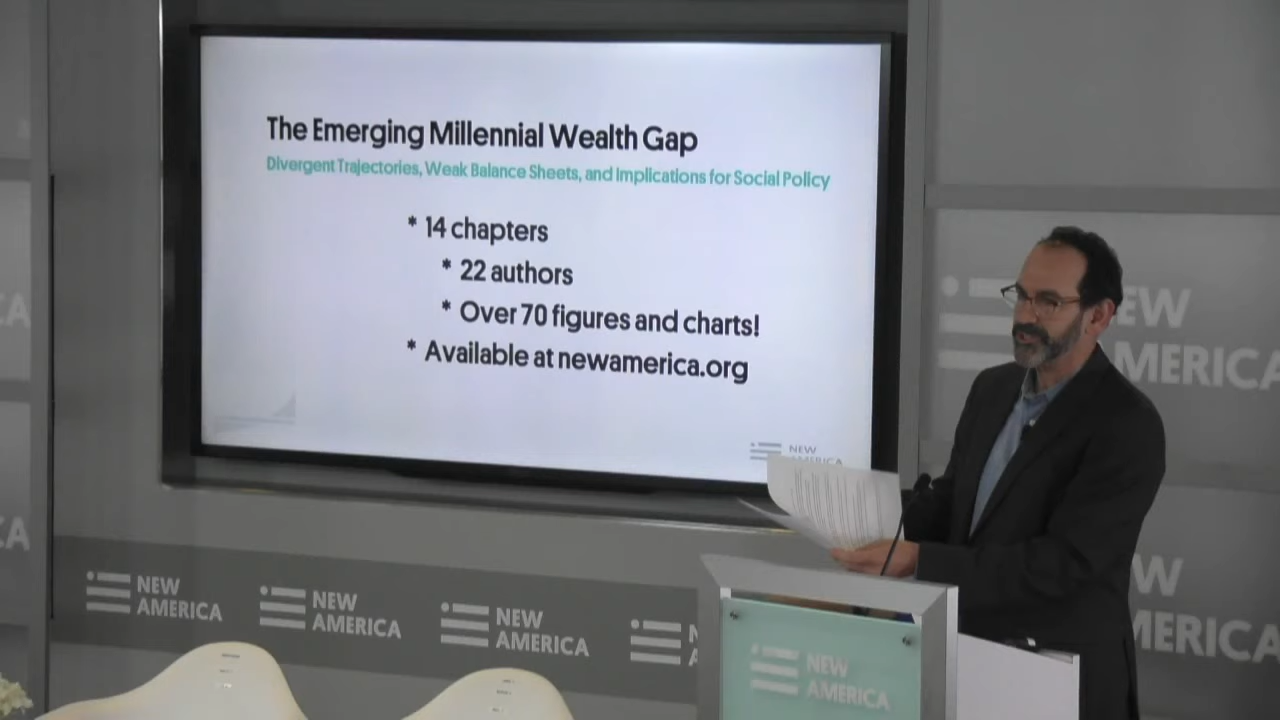 The Emerging Millennial Wealth Gap
Divergent Trajectories, Weak Balance Sheets, and Implications for Social Policy
* 14 chapters
* 22 authors
* Over 70 figures and charts!
* Available at newamerica.org
NEW
AMERICA
NEW
AMERICA
NEW
AMERICA
NEW
AMERICA
NEW
AMERICA
NEW
AMERICA